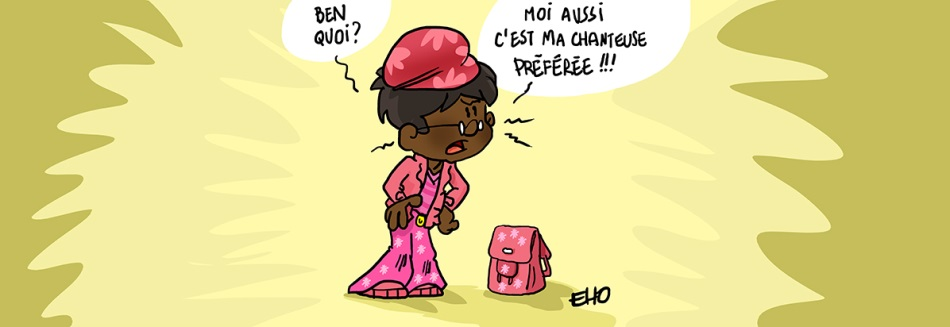 BEN
QUOI?
MOI AUSSI
C'EST MA CHANTEUSE
PRÉFÉRÉE !!!
EHO